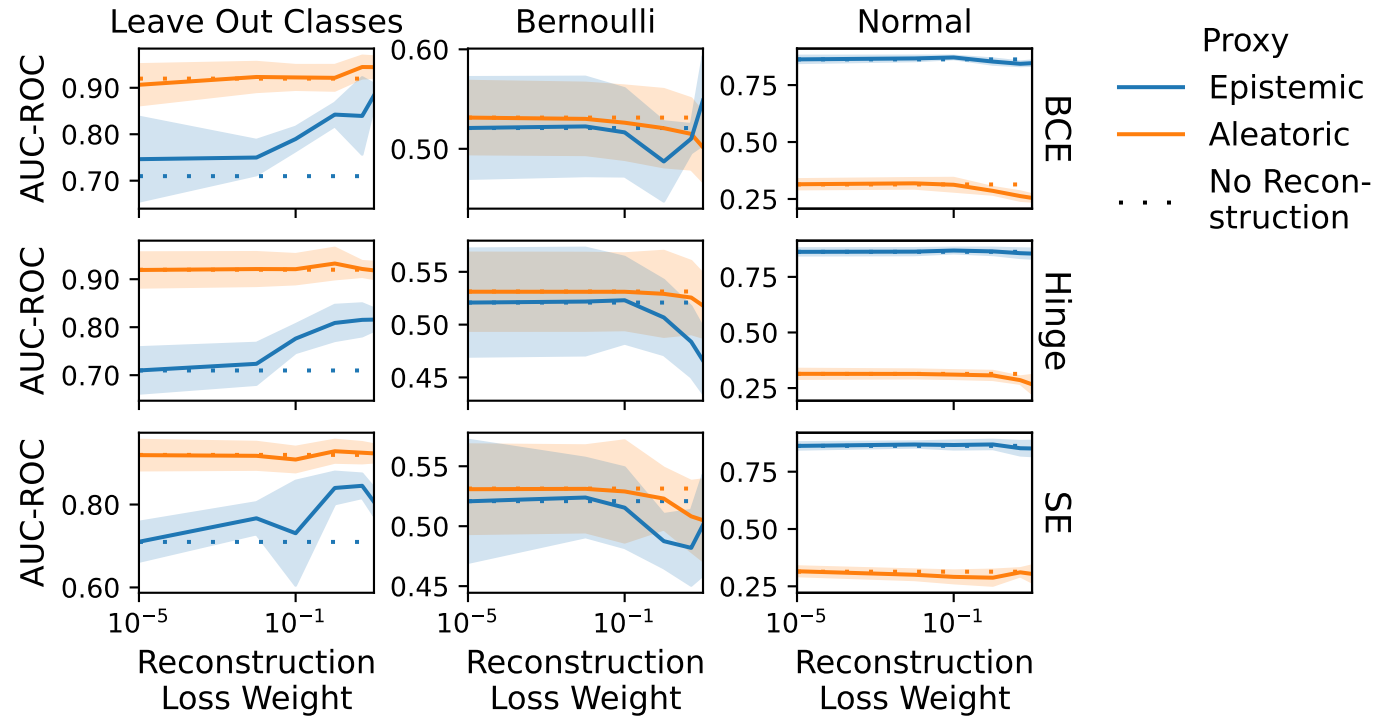 Leave Out Classes
Bernoulli
Normal
Proxy
Epistemic
Aleatoric
No Recon-
struction
AUC-ROC
0.90
0.80
0.70
0.60
0.50
0.75
0.50
0.25
BCE
AUC-ROC
0.90
0.80
0.70
0.55
0.50
0.45
0.75
0.50
0.25
Hinge
AUC-ROC
0.80
0.60
0.55
0.50
0.45
0.75
0.50
0.25
SE
10⁻⁵
10⁻¹
10⁻⁵
10⁻¹
10⁻⁵
10⁻¹
Reconstruction
Loss Weight
Reconstruction
Loss Weight
Reconstruction
Loss Weight